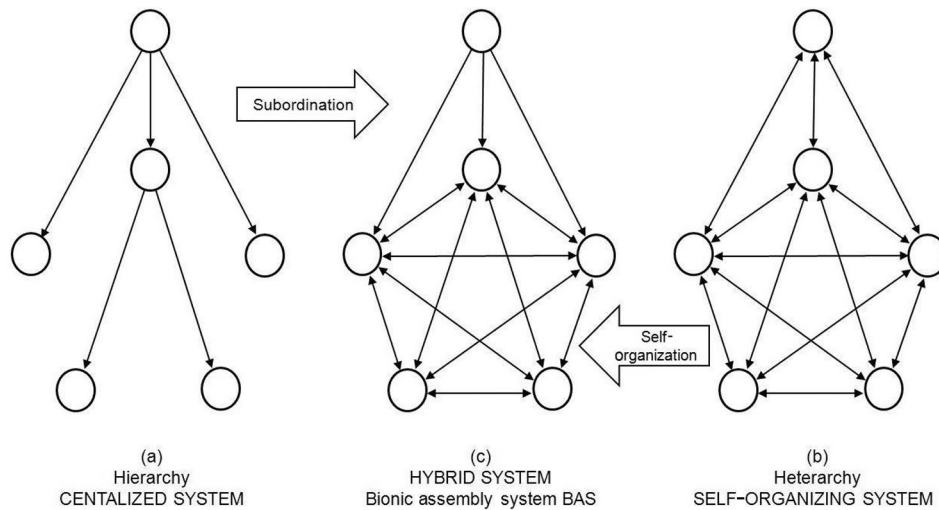 Subordination
Self-
organization
(a)
Hierarchy
CENTALIZED SYSTEM
(c)
HYBRID SYSTEM
Bionic assembly system BAS
(b)
Heterarchy
SELF-ORGANIZING SYSTEM